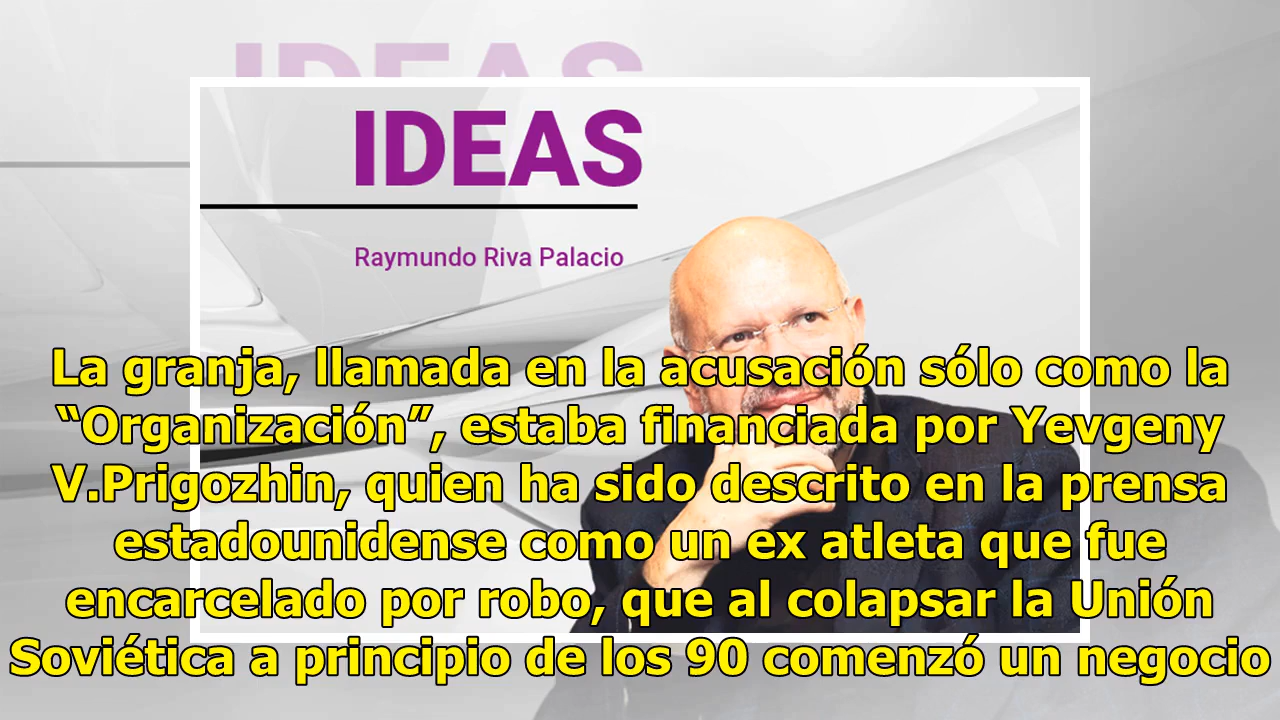 IDEAS
IDEAS
Raymundo Riva Palacio
La granja, llamada en la acusación sólo como la
“Organización”, estaba financiada por Yevgeny
V.Prigozhin, quien ha sido descrito en la prensa
estadounidense como un ex atleta que fue
encarcelado por robo, que al colapsar la Unión
Soviética a principio de los 90 comenzó un negocio